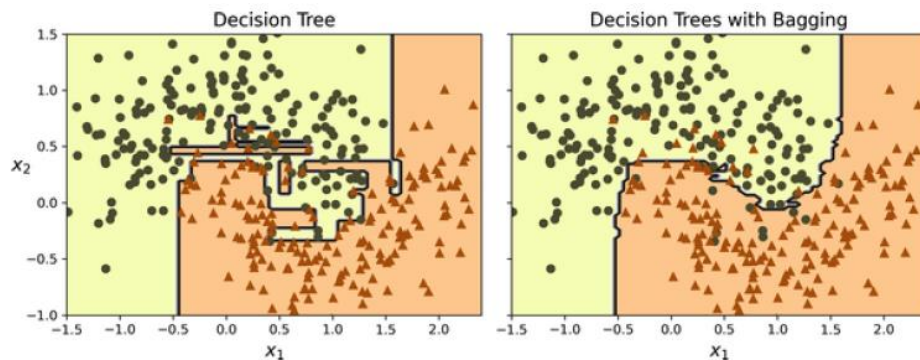 Decision Tree
Decision Trees with Bagging
1.5
1.0
0.5
0.0
−0.5
−1.0
x₂
−1.5 −1.0 −0.5 0.0 0.5 1.0 1.5 2.0
−1.5 −1.0 −0.5 0.0 0.5 1.0 1.5 2.0
x₁
x₁